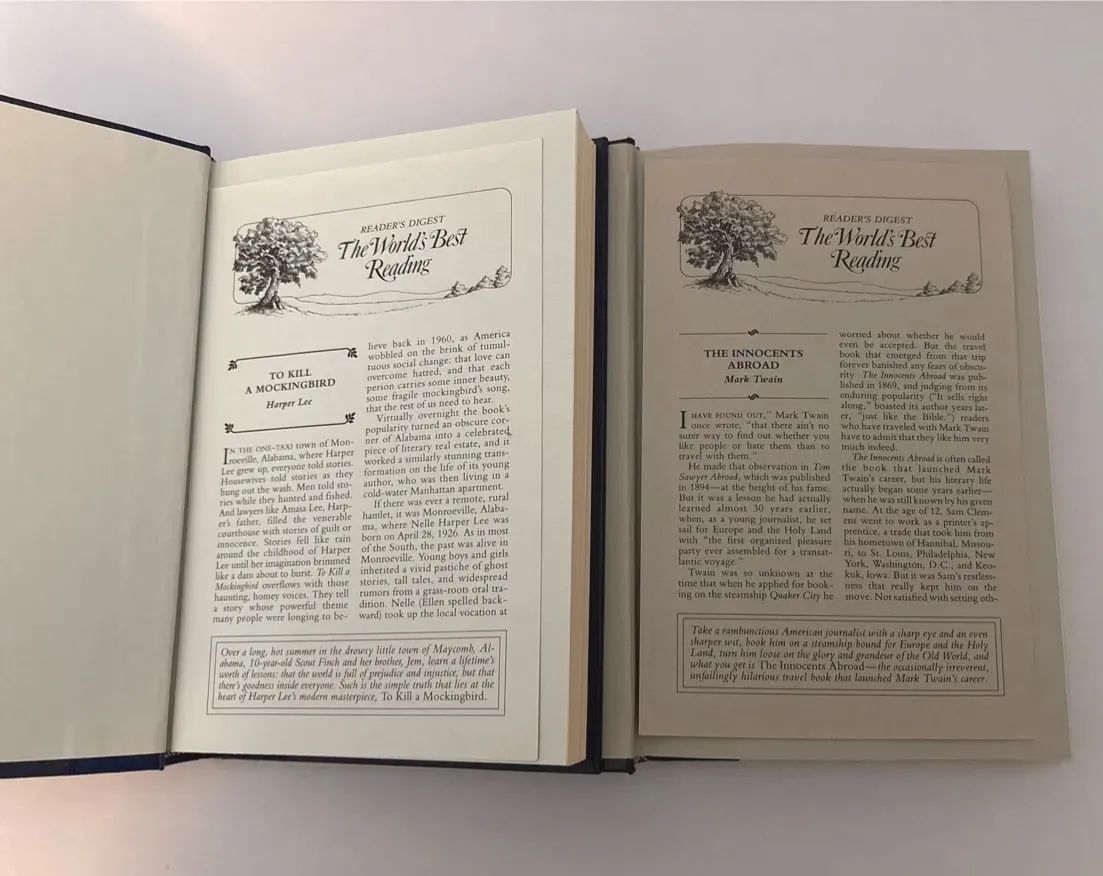 READER'S DIGEST
The World's Best
Reading
TO KILL
A MOCKINGBIRD
Harper Lee
IN THE ONE-TAXI town of Mon-
roeville, Alabama, where Harper
Lee grew up, everyone told stories.
Housewives told stories as they
hung out the wash. Men told sto-
ries while they hunted and fished.
And lawyers like Amasa Lee, Harp-
er's father, filled the venerable
courthouse with stories of guilt or
innocence. Stories fell like rain
around the childhood of Harper
Lee until her imagination brimmed
like a dam about to burst. To Kill a
Mockingbird overflows with those
haunting, homey voices. They tell
a story whose powerful theme
many people were longing to be-
lieve back in 1960, as America
wobbled on the brink of tumul-
tuous social change: that love can
overcome hatred, and that each
person carries some inner beauty,
some fragile mockingbird's song,
that the rest of us need to hear.
Virtually overnight the book's
popularity turned an obscure cor-
ner of Alabama into a celebrated
piece of literary real estate, and it
worked a similarly stunning trans-
formation on the life of its young
author, who was then living in a
cold-water Manhattan apartment.
If there was ever a remote, rural
hamlet, it was Monroeville, Alaba-
ma, where Nelle Harper Lee was
born on April 28, 1926. As in most
of the South, the past was alive in
Monroeville. Young boys and girls
inherited a vivid pastiche of ghost
stories, tall tales, and widespread
rumors from a grass-roots oral tra-
dition. Nelle (Ellen spelled back-
ward) took up the local vocation at
Over a long, hot summer in the drowsy little town of Maycomb, Al-
abama, 10-year-old Scout Finch and her brother, Jem, learn a lifetime's
worth of lessons: that the world is full of prejudice and injustice, but that
there's goodness inside everyone. Such is the simple truth that lies at the
heart of Harper Lee's modern masterpiece, To Kill a Mockingbird.
READER'S DIGEST
The World's Best
Reading
THE INNOCENTS
ABROAD
Mark Twain
I HAVE FOUND OUT," Mark Twain
once wrote, "that there ain't no
surer way to find out whether you
like people or hate them than to
travel with them."
He made that observation in Tom
Sawyer Abroad, which was published
in 1894—at the height of his fame.
But it was a lesson he had actually
learned almost 30 years earlier,
when, as a young journalist, he set
sail for Europe and the Holy Land
with "the first organized pleasure
party ever assembled for a transat-
lantic voyage."
Twain was so unknown at the
time that when he applied for book-
ing on the steamship Quaker City he
worried about whether he would
even be accepted. But the travel
book that emerged from that trip
forever banished any fears of obscu-
rity. The Innocents Abroad was pub-
lished in 1869, and judging from its
enduring popularity ("It sells right
along," boasted its author years lat-
er, "just like the Bible.") readers
who have traveled with Mark Twain
have to admit that they like him very
much indeed.
The Innocents Abroad is often called
the book that launched Mark
Twain's career, but his literary life
actually began some years earlier—
when he was still known by his given
name. At the age of 12, Sam Clem-
ens went to work as a printer's ap-
prentice, a trade that took him from
his hometown of Hannibal, Missou-
ri, to St. Louis, Philadelphia, New
York, Washington, D.C., and Keo-
kuk, Iowa. But it was Sam's restless-
ness that really kept him on the
move. Not satisfied with setting oth-
Take a rambunctious American journalist with a sharp eye and an even
sharper wit, book him on a steamship bound for Europe and the Holy
Land, turn him loose on the glory and grandeur of the Old World, and
what you get is The Innocents Abroad—the occasionally irreverent,
unfailingly hilarious travel book that launched Mark Twain's career.